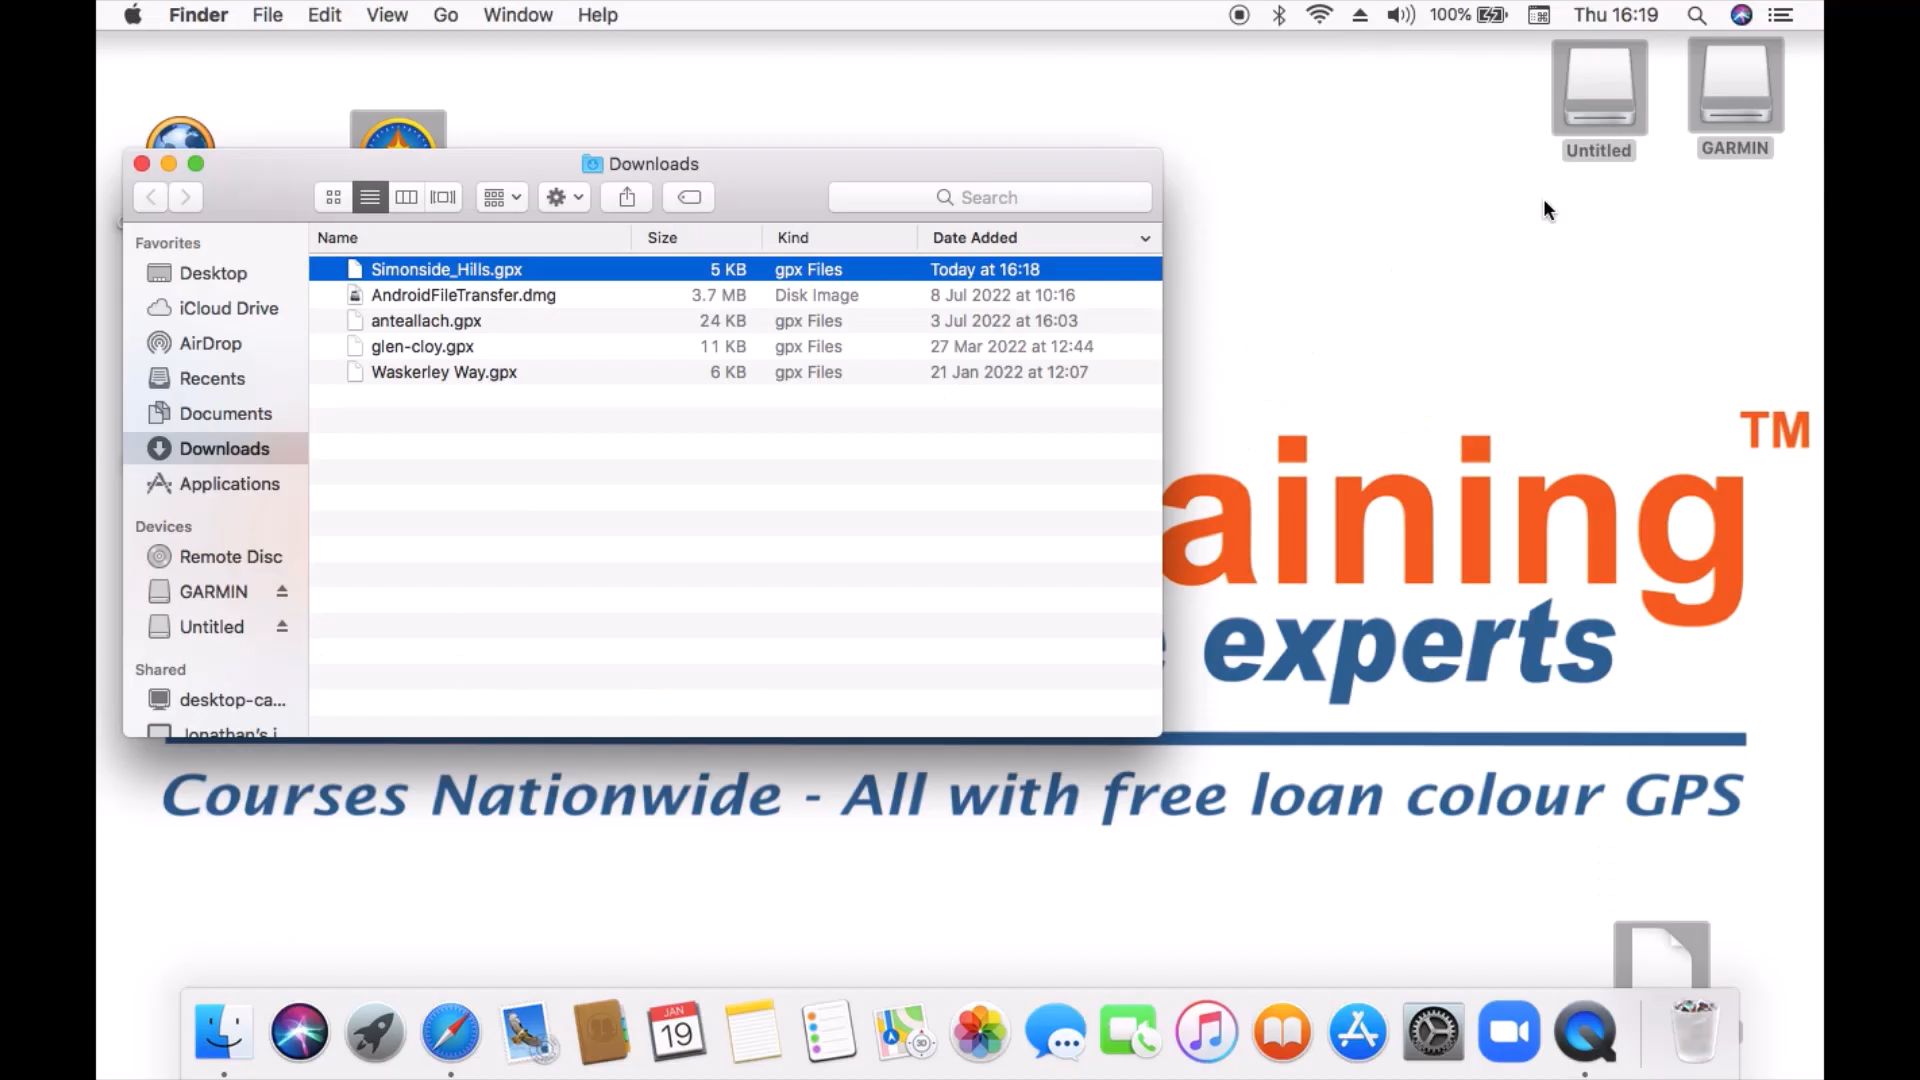 Finder File Edit View Go Window Help 100% Thu 16:19
Untitled GARMIN
Downloads
Search
Name Size Kind Date Added
Simonside_Hills.gpx 5 KB gpx Files Today at 16:18
AndroidFileTransfer.dmg 3.7 MB Disk Image 8 Jul 2022 at 10:16
anteallach.gpx 24 KB gpx Files 3 Jul 2022 at 16:03
glen-cloy.gpx 11 KB gpx Files 27 Mar 2022 at 12:44
Waskerley Way.gpx 6 KB gpx Files 21 Jan 2022 at 12:07
Favorites
Desktop
iCloud Drive
AirDrop
Recents
Documents
Downloads
Applications
Devices
Remote Disc
GARMIN
Untitled
Shared
desktop-ca...
Jonathan's i
aining TM
experts
Courses Nationwide - All with free loan colour GPS
JAN
19